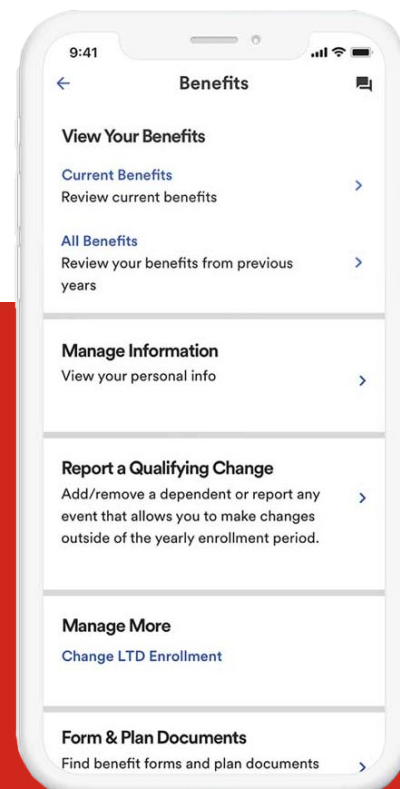 9:41
Benefits
View Your Benefits
Current Benefits
Review current benefits
All Benefits
Review your benefits from previous
years
Manage Information
View your personal info
Report a Qualifying Change
Add/remove a dependent or report any
event that allows you to make changes
outside of the yearly enrollment period.
Manage More
Change LTD Enrollment
Form & Plan Documents
Find benefit forms and plan documents